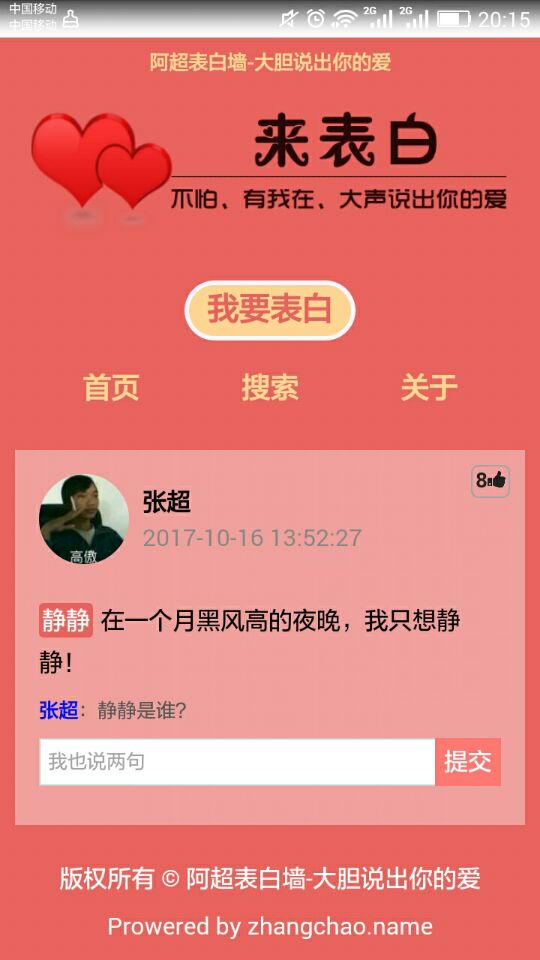 中国移动
中国移动
2G
2G
20:15
阿超表白墙-大胆说出你的爱
来表白
不怕、有我在、大声说出你的爱
我要表白
首页 搜索 关于
8
张超
2017-10-16 13:52:27
高傲
静静 在一个月黑风高的夜晚，我只想静
静！
张超：静静是谁？
我也说两句 提交
版权所有 © 阿超表白墙-大胆说出你的爱
Prowered by zhangchao.name